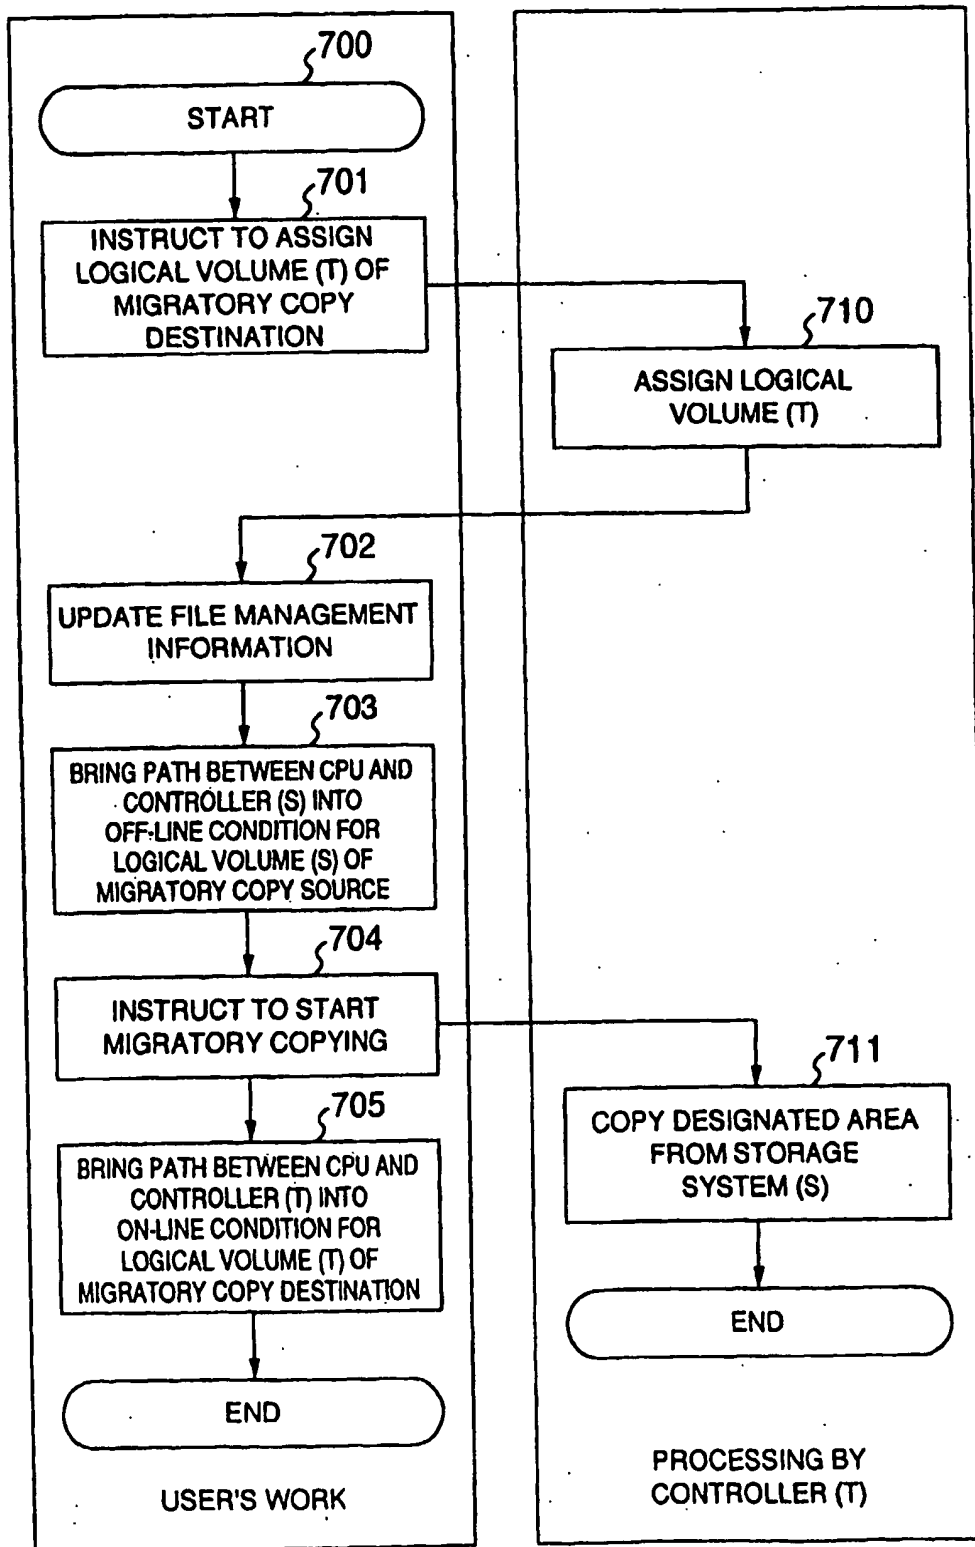 700
START
701
INSTRUCT TO ASSIGN
LOGICAL VOLUME (T) OF
MIGRATORY COPY
DESTINATION
710
ASSIGN LOGICAL
VOLUME (T)
702
UPDATE FILE MANAGEMENT
INFORMATION
703
BRING PATH BETWEEN CPU AND
CONTROLLER (S) INTO
OFF-LINE CONDITION FOR
LOGICAL VOLUME (S) OF
MIGRATORY COPY SOURCE
704
INSTRUCT TO START
MIGRATORY COPYING
711
COPY DESIGNATED AREA
FROM STORAGE
SYSTEM (S)
705
BRING PATH BETWEEN CPU AND
CONTROLLER (T) INTO
ON-LINE CONDITION FOR
LOGICAL VOLUME (T) OF
MIGRATORY COPY DESTINATION
END
END
USER'S WORK
PROCESSING BY
CONTROLLER (T)